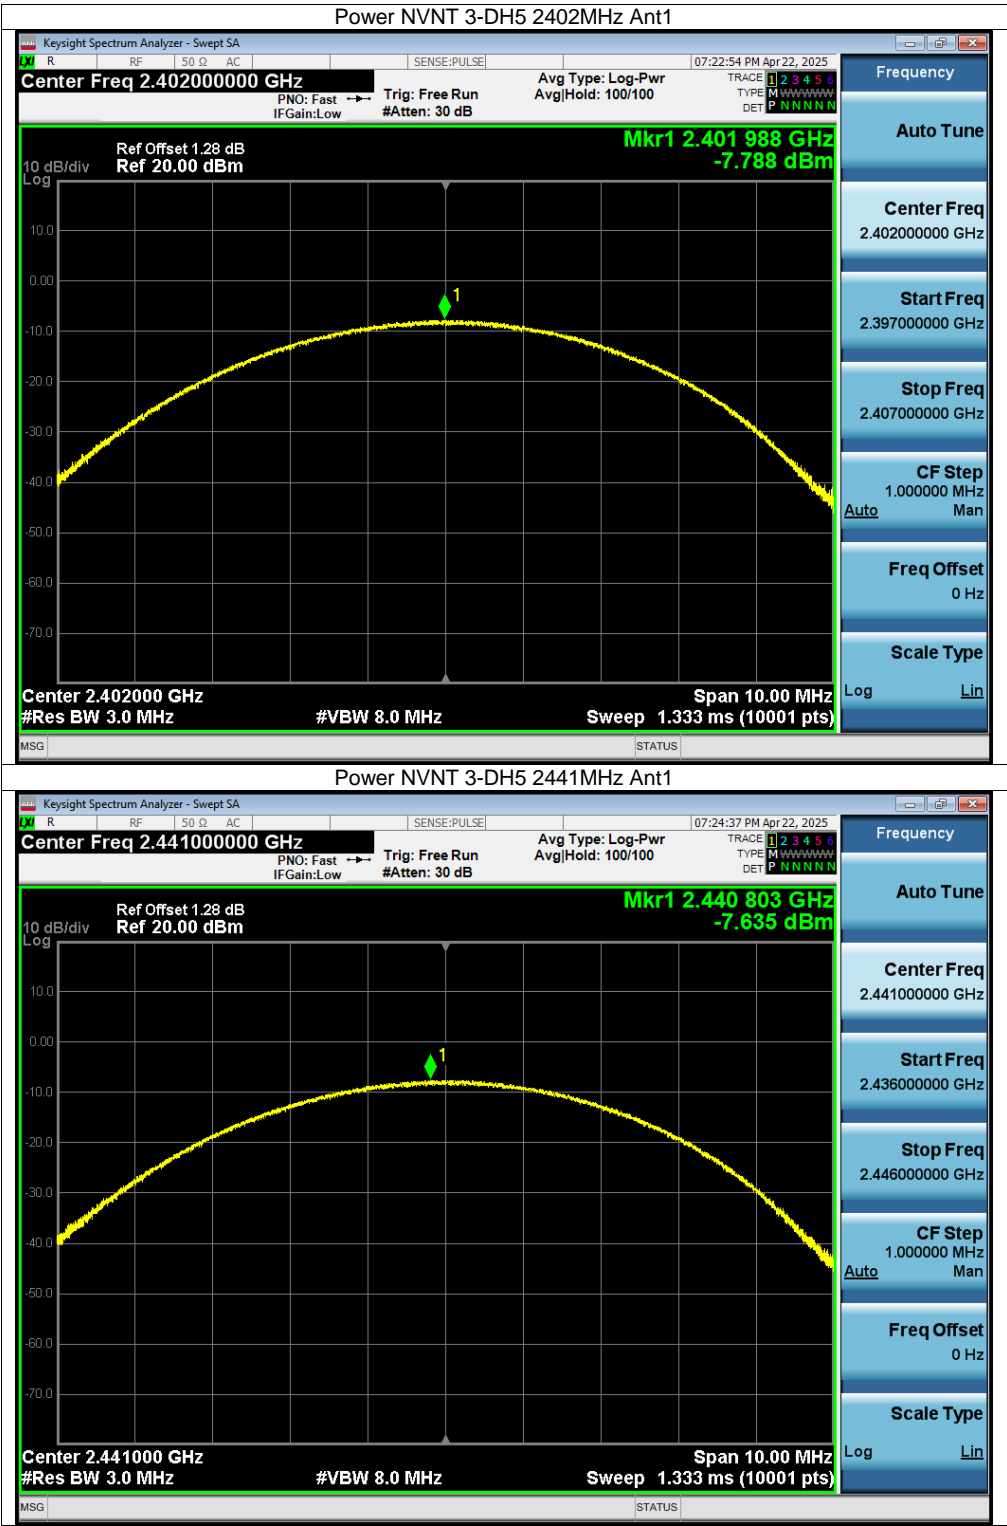 Power NVNT 3-DH5 2402MHz Ant1
Keysight Spectrum Analyzer - Swept SA
LXI R RF 50 Ω AC SENSE:PULSE 07:22:54 PM Apr 22, 2025
Center Freq 2.402000000 GHz
PNO: Fast
IFGain:Low
Trig: Free Run
#Atten: 30 dB
Avg Type: Log-Pwr
Avg|Hold: 100/100
TRACE 1 2 3 4 5 6
TYPE M WWWWW
DET P N N N N N
Frequency
Mkr1 2.401 988 GHz
-7.788 dBm
Ref Offset 1.28 dB
10 dB/div Ref 20.00 dBm
Log
10.0
0.00
-10.0
-20.0
-30.0
-40.0
-50.0
-60.0
-70.0
1
Center 2.402000 GHz Span 10.00 MHz
#Res BW 3.0 MHz #VBW 8.0 MHz Sweep 1.333 ms (10001 pts)
MSG STATUS
Auto Tune
Center Freq
2.402000000 GHz
Start Freq
2.397000000 GHz
Stop Freq
2.407000000 GHz
CF Step
1.000000 MHz
Auto Man
Freq Offset
0 Hz
Scale Type
Log Lin
Power NVNT 3-DH5 2441MHz Ant1
Keysight Spectrum Analyzer - Swept SA
LXI R RF 50 Ω AC SENSE:PULSE 07:24:37 PM Apr 22, 2025
Center Freq 2.441000000 GHz
PNO: Fast
IFGain:Low
Trig: Free Run
#Atten: 30 dB
Avg Type: Log-Pwr
Avg|Hold: 100/100
TRACE 1 2 3 4 5 6
TYPE M WWWWW
DET P N N N N N
Frequency
Mkr1 2.440 803 GHz
-7.635 dBm
Ref Offset 1.28 dB
10 dB/div Ref 20.00 dBm
Log
10.0
0.00
-10.0
-20.0
-30.0
-40.0
-50.0
-60.0
-70.0
1
Center 2.441000 GHz Span 10.00 MHz
#Res BW 3.0 MHz #VBW 8.0 MHz Sweep 1.333 ms (10001 pts)
MSG STATUS
Auto Tune
Center Freq
2.441000000 GHz
Start Freq
2.436000000 GHz
Stop Freq
2.446000000 GHz
CF Step
1.000000 MHz
Auto Man
Freq Offset
0 Hz
Scale Type
Log Lin